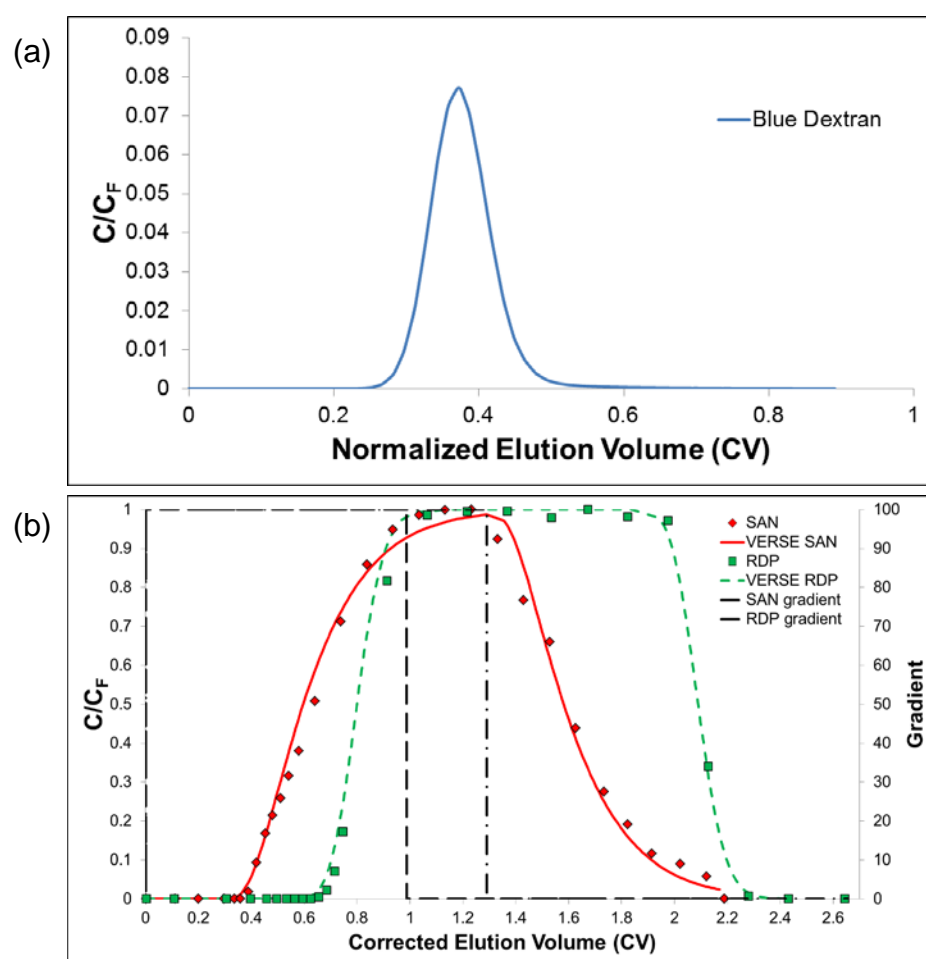 (a)
0.09
0.08
0.07
0.06
0.05
0.04
0.03
0.02
0.01
0
C/CF
Blue Dextran
0 0.2 0.4 0.6 0.8 1
Normalized Elution Volume (CV)
(b)
1
0.9
0.8
0.7
0.6
0.5
0.4
0.3
0.2
0.1
0
C/CF
100
90
80
70
60
50
40
30
20
10
0
Gradient
SAN
VERSE SAN
RDP
VERSE RDP
SAN gradient
RDP gradient
0 0.2 0.4 0.6 0.8 1 1.2 1.4 1.6 1.8 2 2.2 2.4 2.6
Corrected Elution Volume (CV)